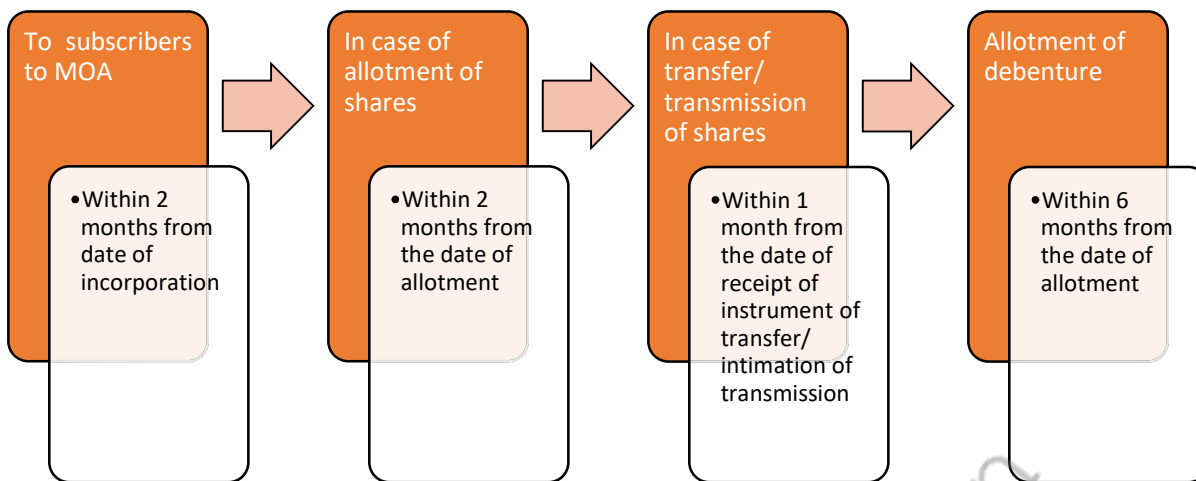 To subscribers
to MOA
•Within 2
months from
date of
incorporation
In case of
allotment of
shares
•Within 2
months from
the date of
allotment
In case of
transfer/
transmission
of shares
•Within 1
month from
the date of
receipt of
instrument of
transfer/
intimation of
transmission
Allotment of
debenture
•Within 6
months from
the date of
allotment